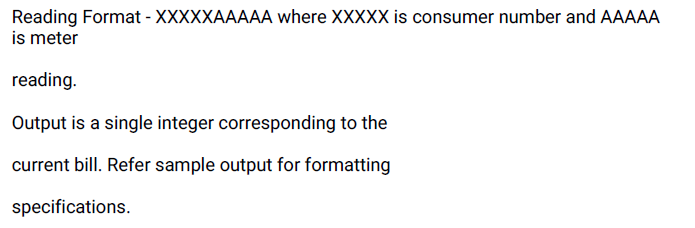 Reading Format - XXXXXAAAAA where XXXXX is consumer number and AAAAA
is meter
reading.
Output is a single integer corresponding to the
current bill. Refer sample output for formatting
specifications.